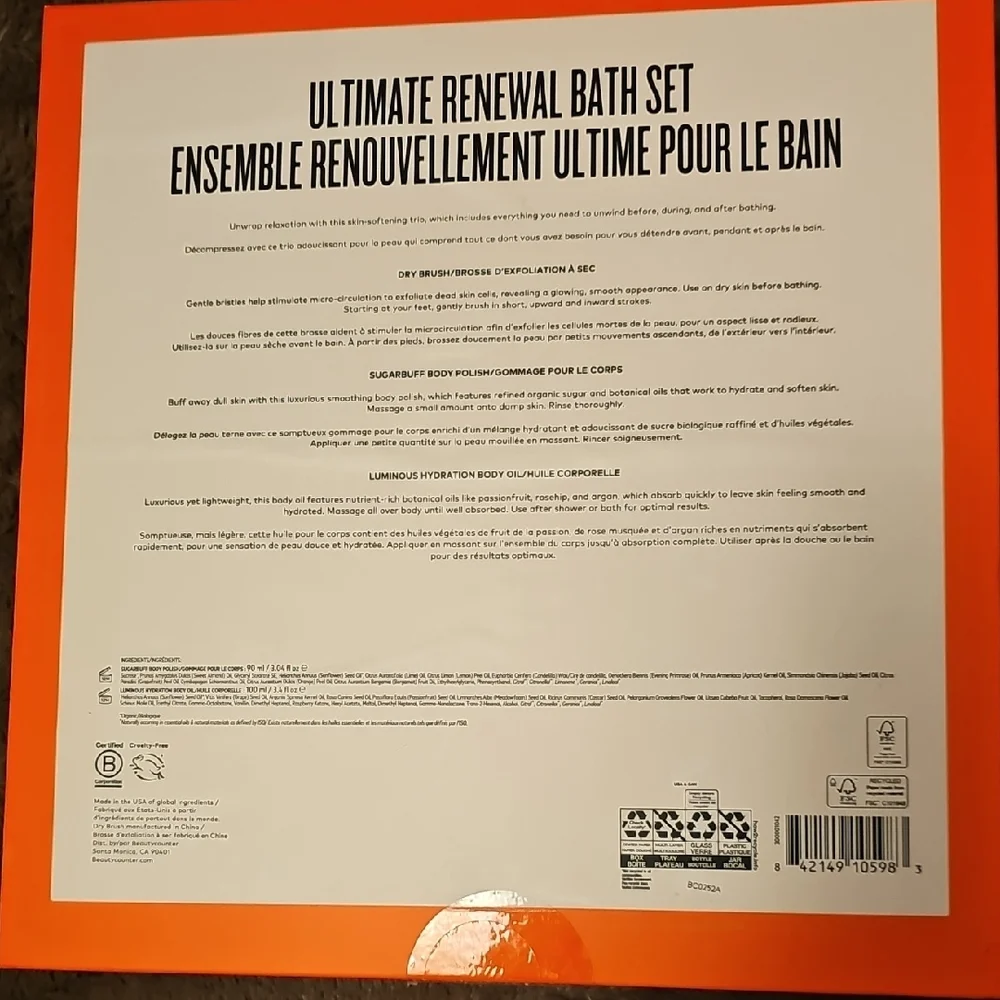 ULTIMATE RENEWAL BATH SET
ENSEMBLE RENOUVELLEMENT ULTIME POUR LE BAIN
Unwrap relaxation with this skin-softening trio, which includes everything you need to unwind before, during, and after bathing.
Décompressez avec ce trio adoucissant pour la peau qui comprend tout ce dont vous avez besoin pour vous détendre avant, pendant et après le bain.
DRY BRUSH/BROSSE D'EXFOLIATION À SEC
Gentle bristles help stimulate micro-circulation to exfoliate dead skin cells, revealing a glowing, smooth appearance. Use on dry skin before bathing.
Starting at your feet, gently brush in short, upward and inward strokes.
Les douces fibres de cette brosse aident à stimuler la microcirculation afin d'exfolier les cellules mortes de la peau, pour un aspect lisse et radieux.
Utilisez-la sur la peau sèche avant le bain. À partir des pieds, brossez doucement la peau par petits mouvements ascendants, de l'extérieur vers l'intérieur.
SUGARBUFF BODY POLISH/GOMMAGE POUR LE CORPS
Buff away dull skin with this luxurious smoothing body polish, which features refined organic sugar and botanical oils that work to hydrate and soften skin.
Massage a small amount onto damp skin. Rinse thoroughly.
Délogez la peau terne avec ce somptueux gommage pour le corps enrichi d'un mélange hydratant et adoucissant de sucre biologique raffiné et d'huiles végétales.
Appliquer une petite quantité sur la peau mouillée en massant. Rincer soigneusement.
LUMINOUS HYDRATION BODY OIL/HUILE CORPORELLE
Luxurious yet lightweight, this body oil features nutrient-rich botanical oils like passionfruit, rosehip, and argan, which absorb quickly to leave skin feeling smooth and
hydrated. Massage all over body until well absorbed. Use after shower or bath for optimal results.
Somptueuse, mais légère, cette huile pour le corps contient des huiles végétales de fruit de la passion, de rose musquée et d'argan riches en nutriments qui s'absorbent
rapidement, pour une sensation de peau douce et hydratée. Appliquer en massant sur l'ensemble du corps jusqu'à absorption complète. Utiliser après la douche ou le bain
pour des résultats optimaux.
INGREDIENTS/INGRÉDIENTS:
SUGARBUFF BODY POLISH/GOMMAGE POUR LE CORPS: 90 ml / 3.04 fl oz ℮
LUMINOUS HYDRATION BODY OIL/HUILE CORPORELLE: 100 ml / 3.4 fl oz ℮
Certified Cruelty-Free
B
Corporation
Made in the USA of global ingredients /
Fabriqué aux États-Unis à partir
d'ingrédients de partout dans le monde.
Dry Brush manufactured in China /
Brosse d'exfoliation à sec fabriqué en Chine
Dist. by/par Beautycounter
Santa Monica, CA 90401
Beautycounter.com
FSC
RECYCLED
FSC
Check Locally
GLASS
VERRE
PLASTIC
PLASTIQUE
BOX
BOÎTE
TRAY
PLATEAU
BOTTLE
BOUTEILLE
JAR
BOCAL
BC0252A
8 42149 10598 3